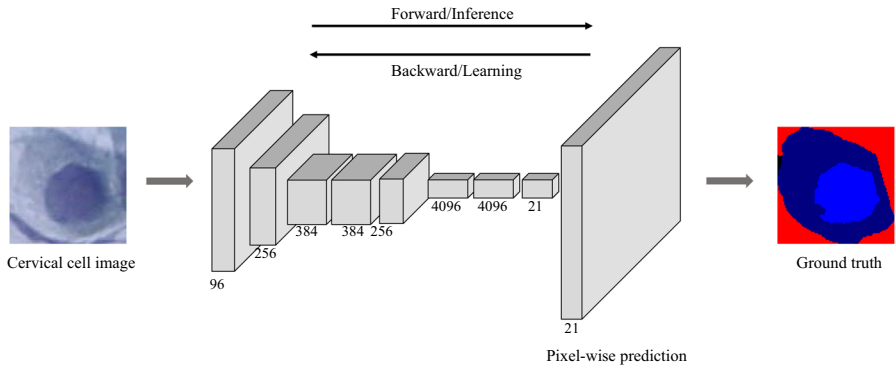 Forward/Inference
Backward/Learning
Cervical cell image
96
256
384
384
256
4096
4096
21
21
Pixel-wise prediction
Ground truth